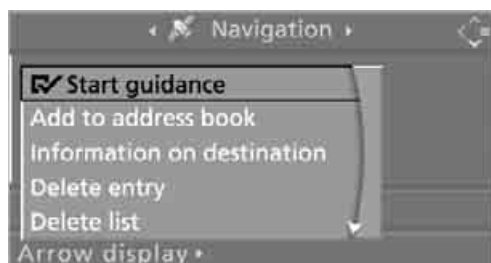 Navigation
Start guidance
Add to address book
Information on destination
Delete entry
Delete list
Arrow display